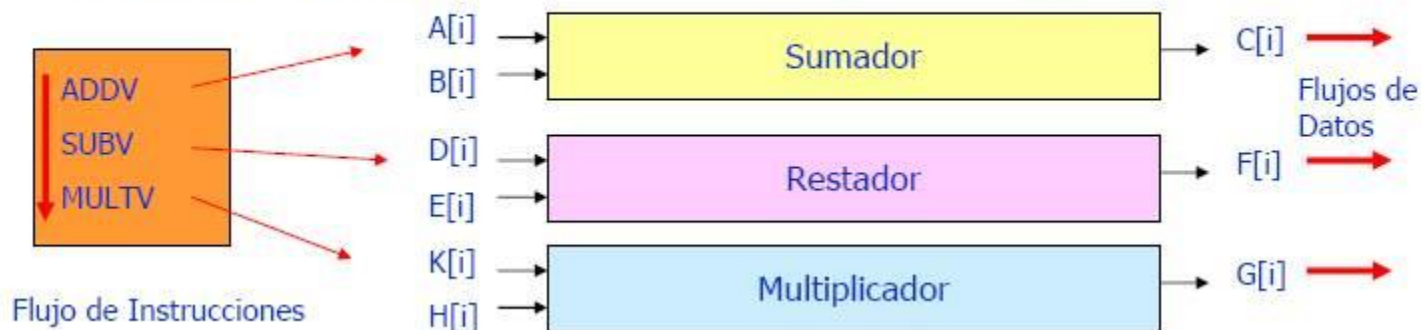 ADDV
SUBV
MULTV
Flujo de Instrucciones
A[i]
B[i]
Sumador
C[i]
D[i]
E[i]
Restador
F[i]
K[i]
H[i]
Multiplicador
G[i]
Flujos de
Datos